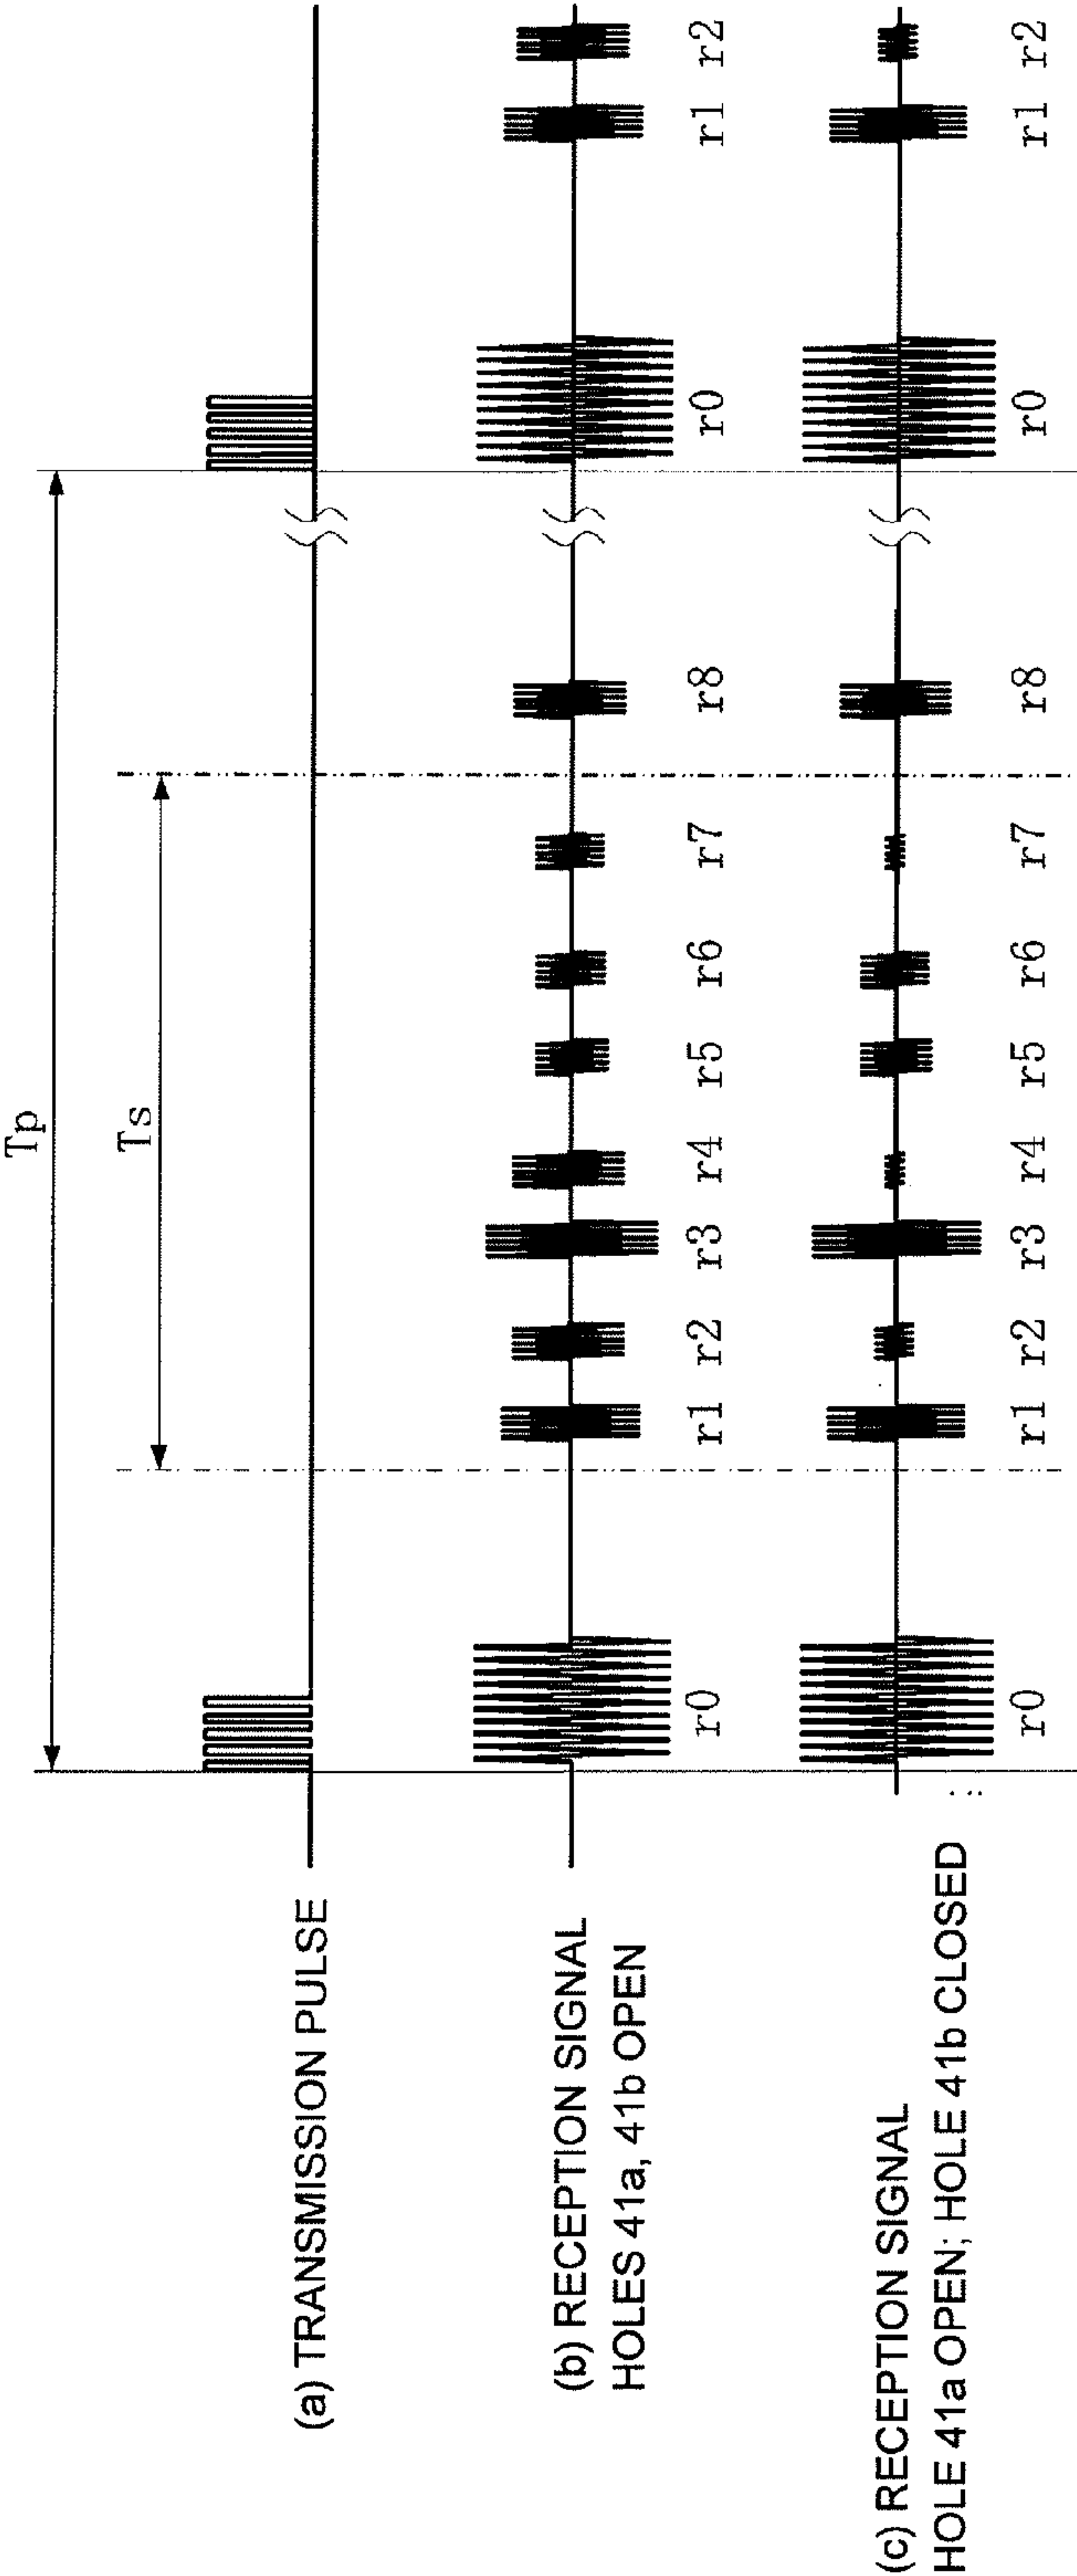 Tp
Ts
(a) TRANSMISSION PULSE
(b) RECEPTION SIGNAL
HOLES 41a, 41b OPEN
r0 r1 r2 r3 r4 r5 r6 r7 r8 r0 r1 r2
(c) RECEPTION SIGNAL
HOLE 41a OPEN; HOLE 41b CLOSED
r0 r1 r2 r3 r4 r5 r6 r7 r8 r0 r1 r2